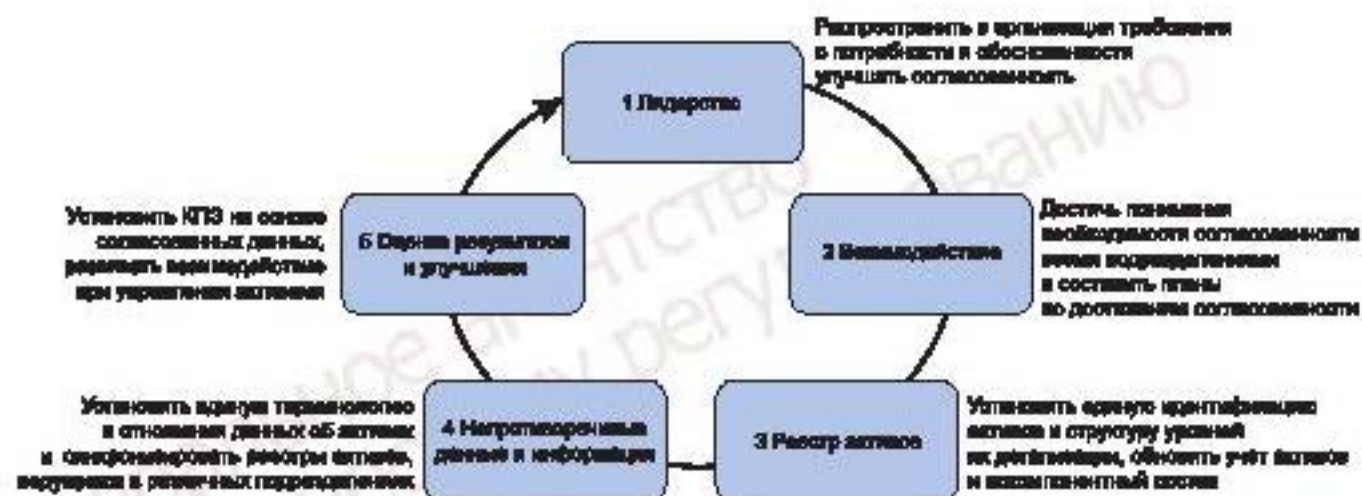 Распространить в организации требования
о потребности и обоснованности
улучшать согласованность
1 Лидерство
2 Взаимодействие
Достичь понимания
необходимости согласованности
всеми подразделениями
и составить планы
по достижению согласованности
3 Реестр активов
Установить единую идентификацию
активов и структуру уровней
их детализации, обновить учет активов
и покомпонентный состав
4 Непротиворечивые
данные и информация
Установить единую терминологию
в отношении данных об активах
и синхронизировать реестры активов,
ведущиеся в различных подразделениях
5 Оценка результатов
и улучшения
Установить КПЭ на основе
согласованных данных,
развивать взаимодействие
при управлении активами